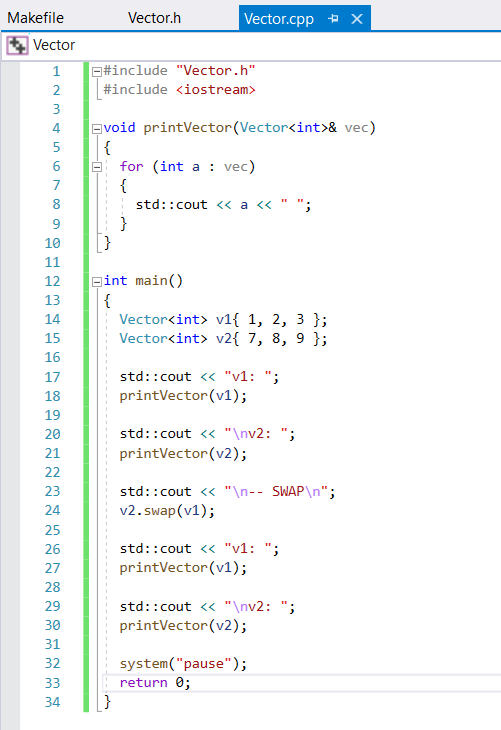 Makefile Vector.h Vector.cpp
Vector
1 #include "Vector.h"
2 #include <iostream>
3
4 void printVector(Vector<int>& vec)
5 {
6 for (int a : vec)
7 {
8 std::cout << a << " ";
9 }
10 }
11
12 int main()
13 {
14 Vector<int> v1{ 1, 2, 3 };
15 Vector<int> v2{ 7, 8, 9 };
16
17 std::cout << "v1: ";
18 printVector(v1);
19
20 std::cout << "\nv2: ";
21 printVector(v2);
22
23 std::cout << "\n-- SWAP\n";
24 v2.swap(v1);
25
26 std::cout << "v1: ";
27 printVector(v1);
28
29 std::cout << "\nv2: ";
30 printVector(v2);
31
32 system("pause");
33 return 0;
34 }